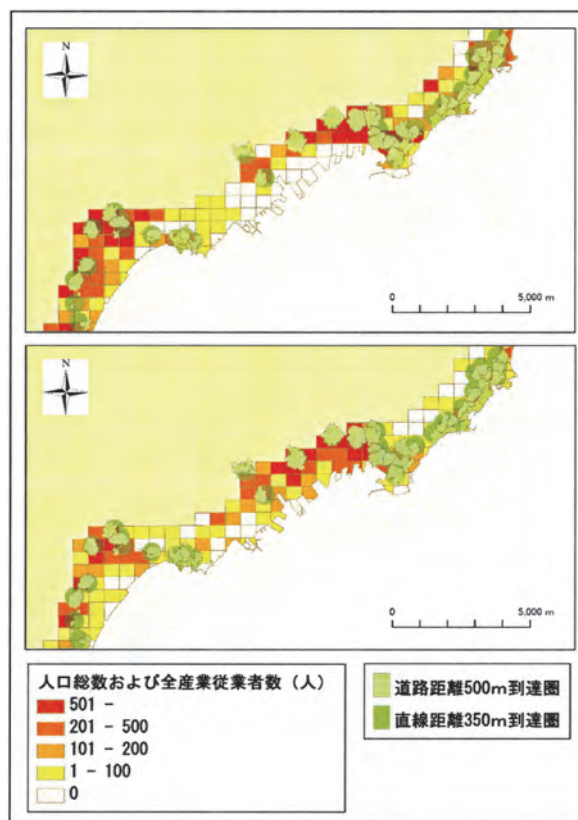 N
0
5,000 m
N
0
5,000 m
人口総数および全産業従業者数（人）
501 -
201 - 500
101 - 200
1 - 100
0
道路距離500m到達圏
直線距離350m到達圏